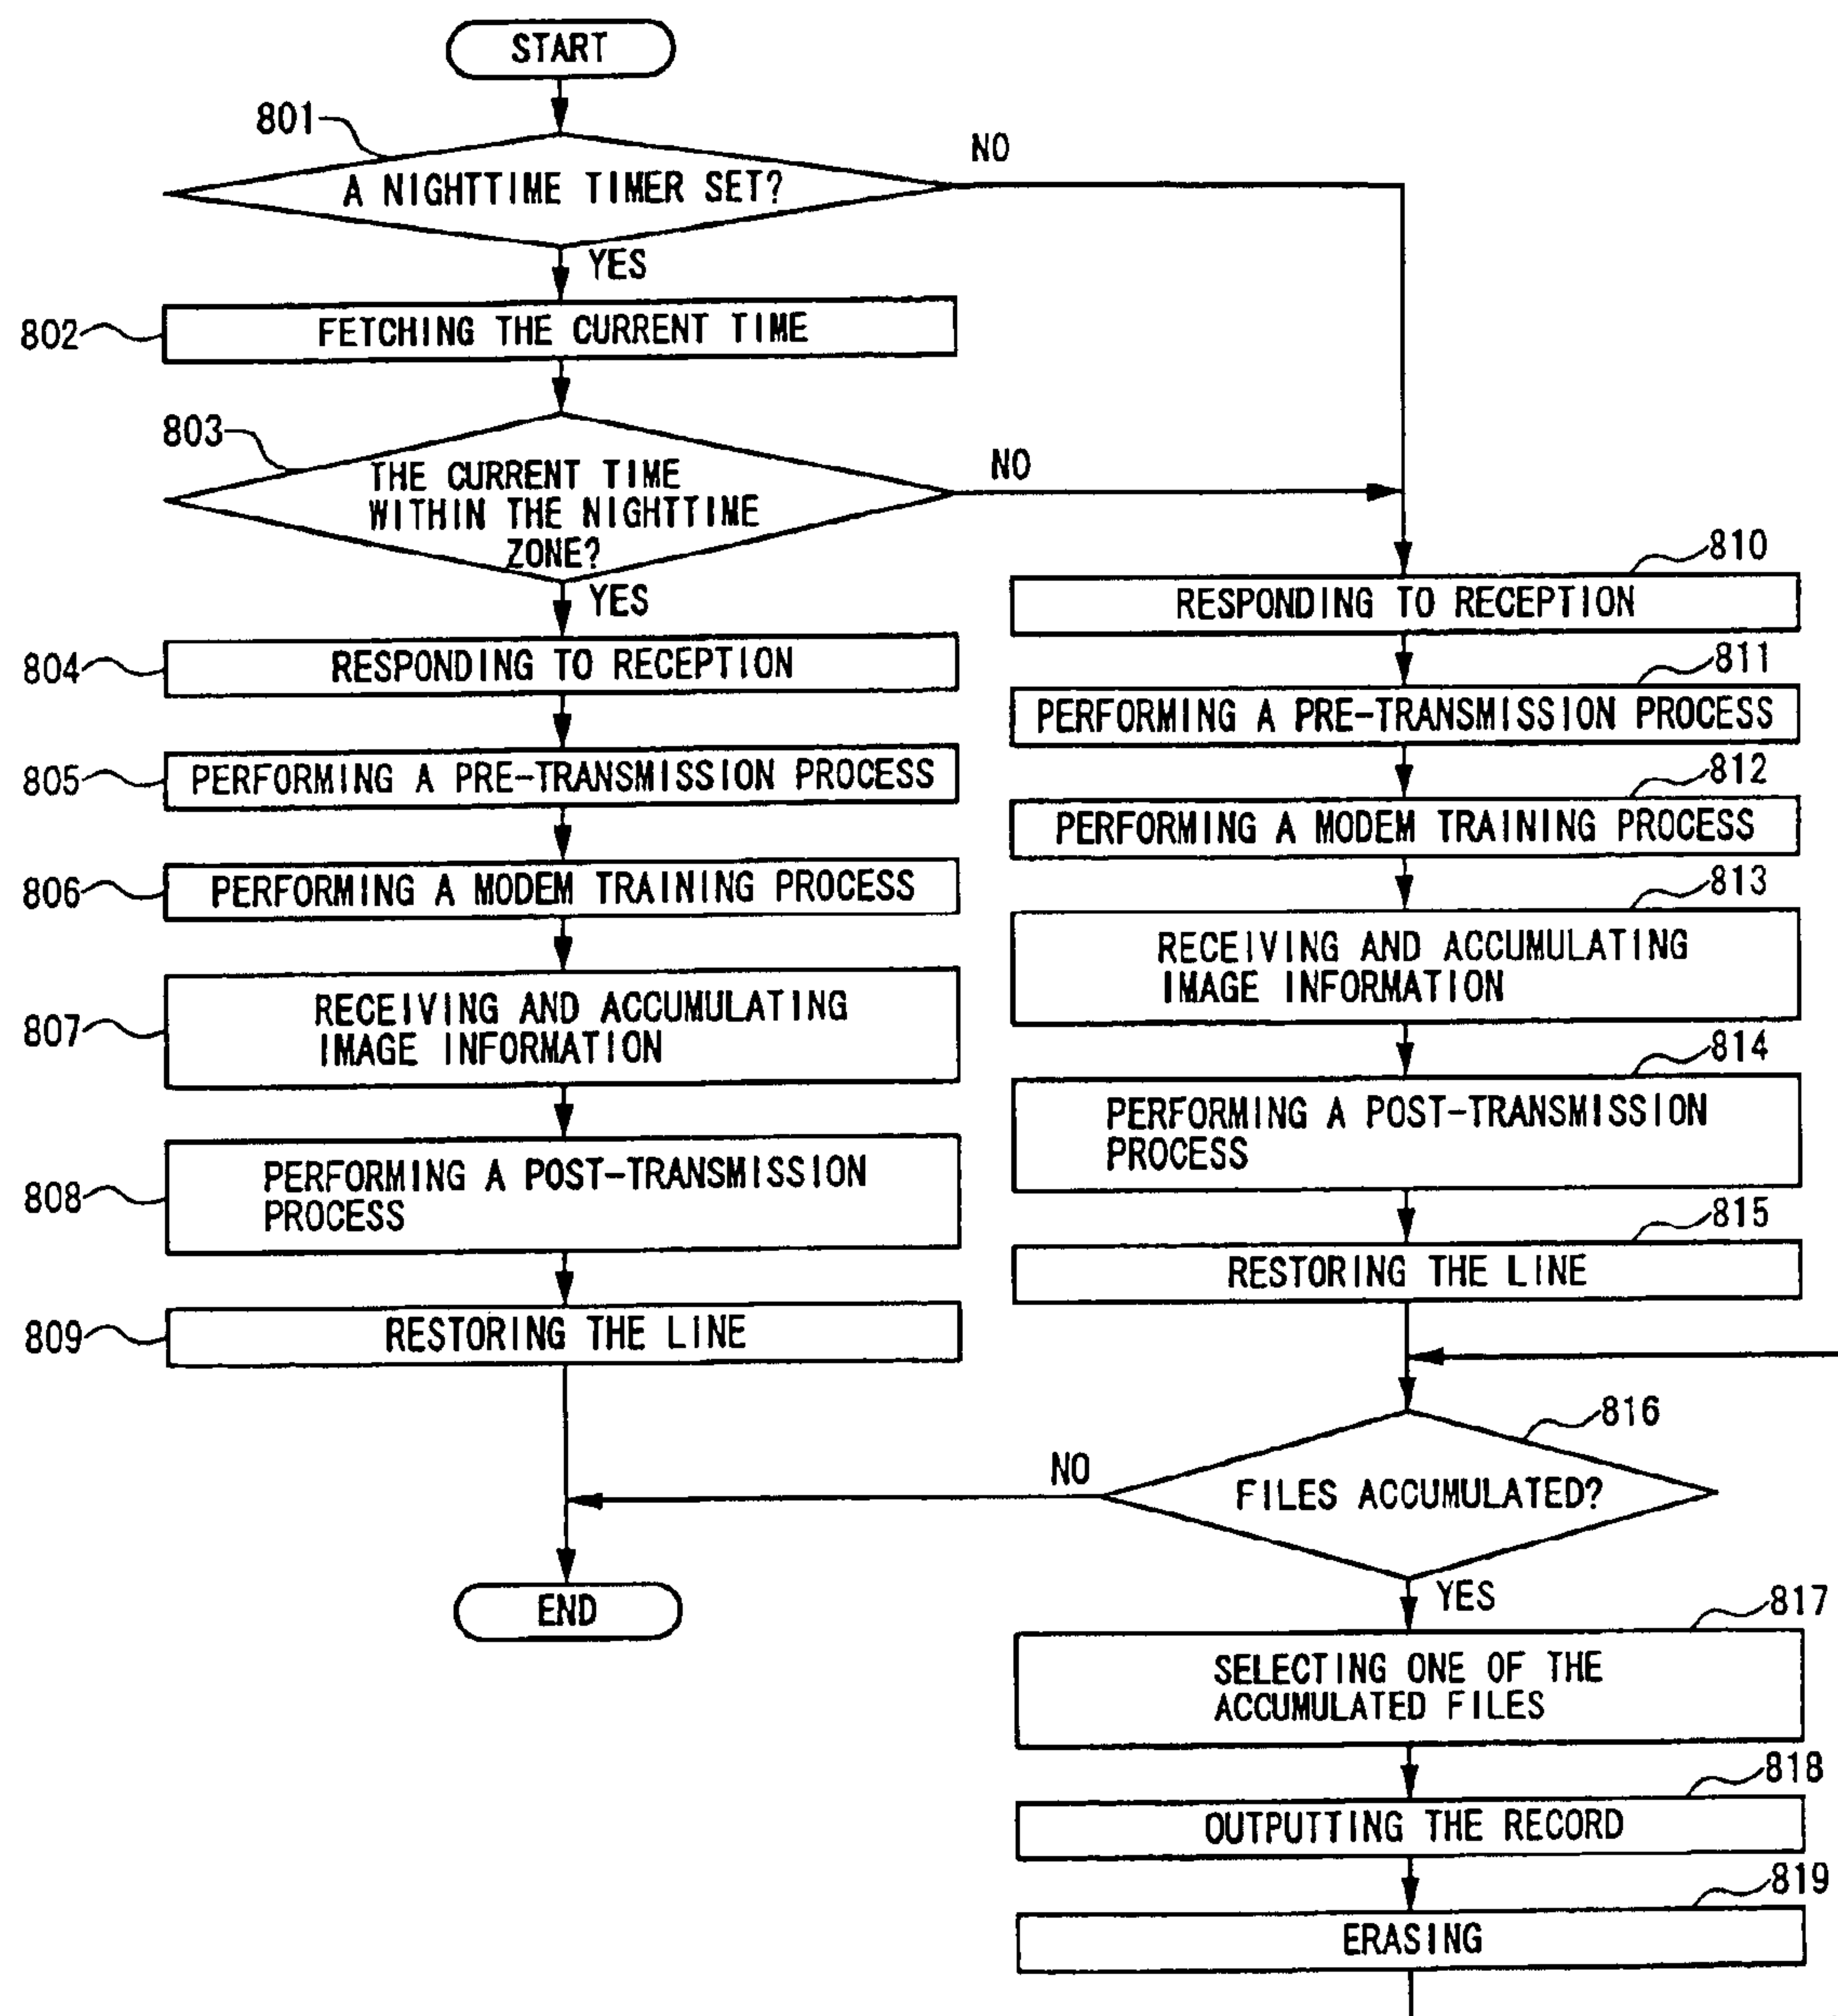 START
801
A NIGHTTIME TIMER SET?
NO
YES
802
FETCHING THE CURRENT TIME
803
THE CURRENT TIME
WITHIN THE NIGHTTIME
ZONE?
NO
YES
804
RESPONDING TO RECEPTION
805
PERFORMING A PRE-TRANSMISSION PROCESS
806
PERFORMING A MODEM TRAINING PROCESS
807
RECEIVING AND ACCUMULATING
IMAGE INFORMATION
808
PERFORMING A POST-TRANSMISSION
PROCESS
809
RESTORING THE LINE
END
810
RESPONDING TO RECEPTION
811
PERFORMING A PRE-TRANSMISSION PROCESS
812
PERFORMING A MODEM TRAINING PROCESS
813
RECEIVING AND ACCUMULATING
IMAGE INFORMATION
814
PERFORMING A POST-TRANSMISSION
PROCESS
815
RESTORING THE LINE
816
FILES ACCUMULATED?
NO
YES
817
SELECTING ONE OF THE
ACCUMULATED FILES
818
OUTPUTTING THE RECORD
819
ERASING